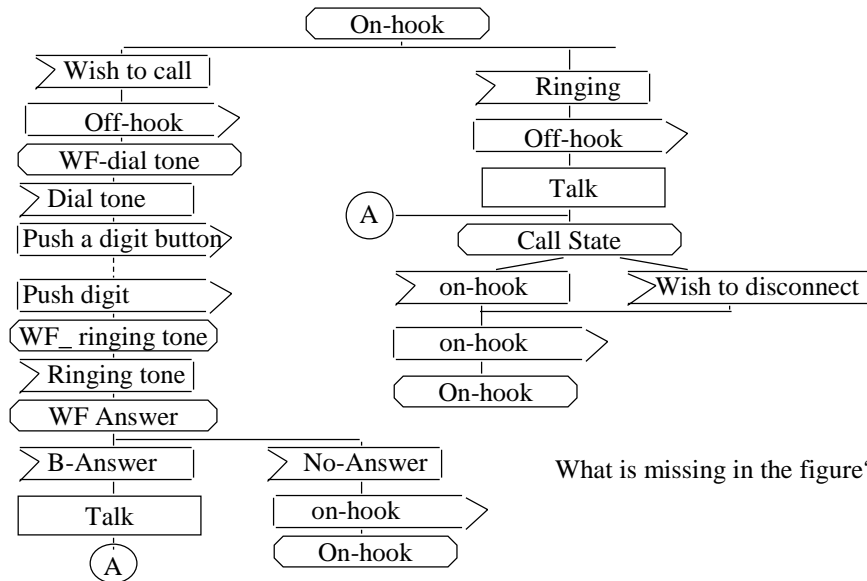 On-hook
Wish to call
Off-hook
WF-dial tone
Dial tone
Push a digit button
Push digit
WF_ ringing tone
Ringing tone
WF Answer
B-Answer
Talk
A
No-Answer
on-hook
On-hook
Ringing
Off-hook
Talk
A
Call State
on-hook
Wish to disconnect
on-hook
On-hook
What is missing in the figure